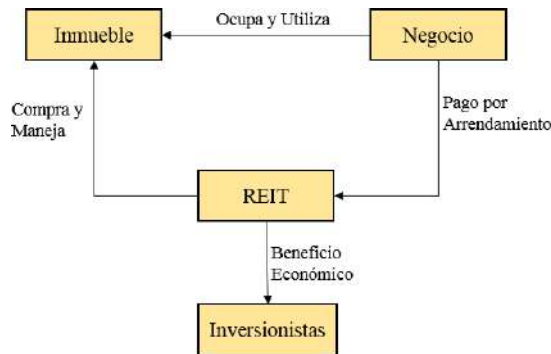 Ocupa y Utiliza
Inmueble
Negocio
Compra y
Maneja
Pago por
Arrendamiento
REIT
Beneficio
Económico
Inversionistas